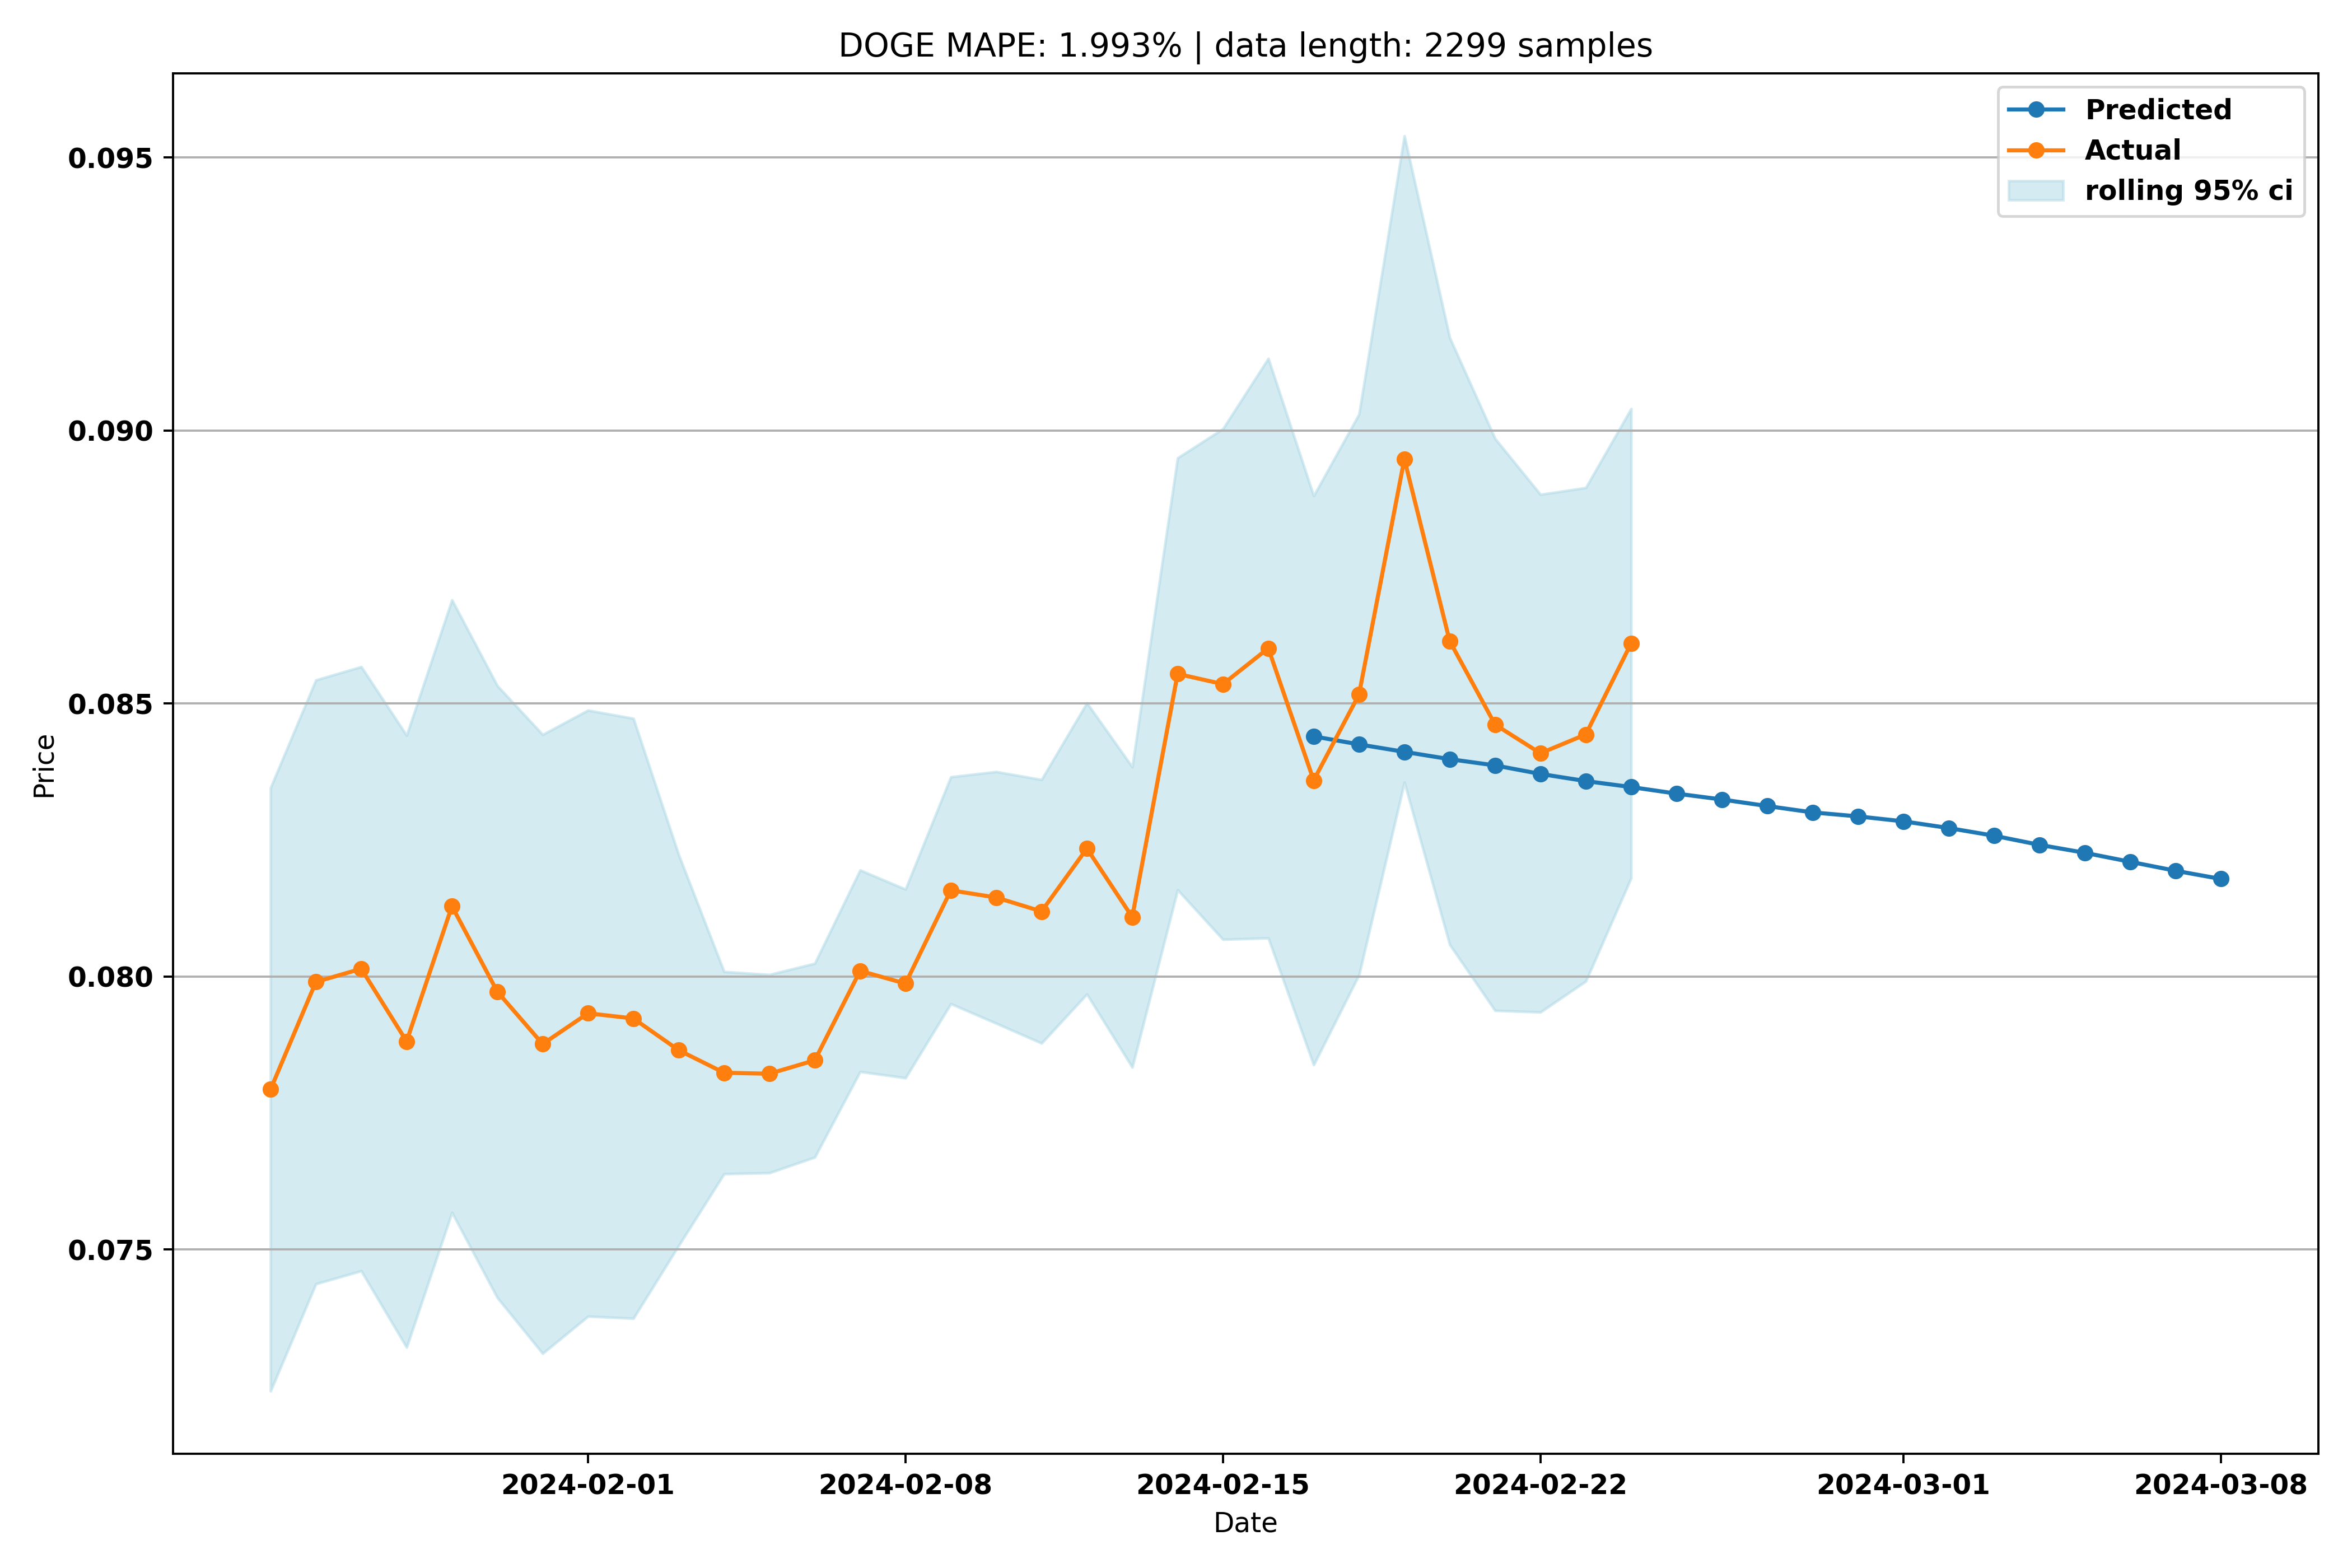 DOGE MAPE: 1.993% | data length: 2299 samples
Predicted
Actual
rolling 95% ci
0.095
0.090
0.085
0.080
0.075
Price
2024-02-01
2024-02-08
2024-02-15
2024-02-22
2024-03-01
2024-03-08
Date